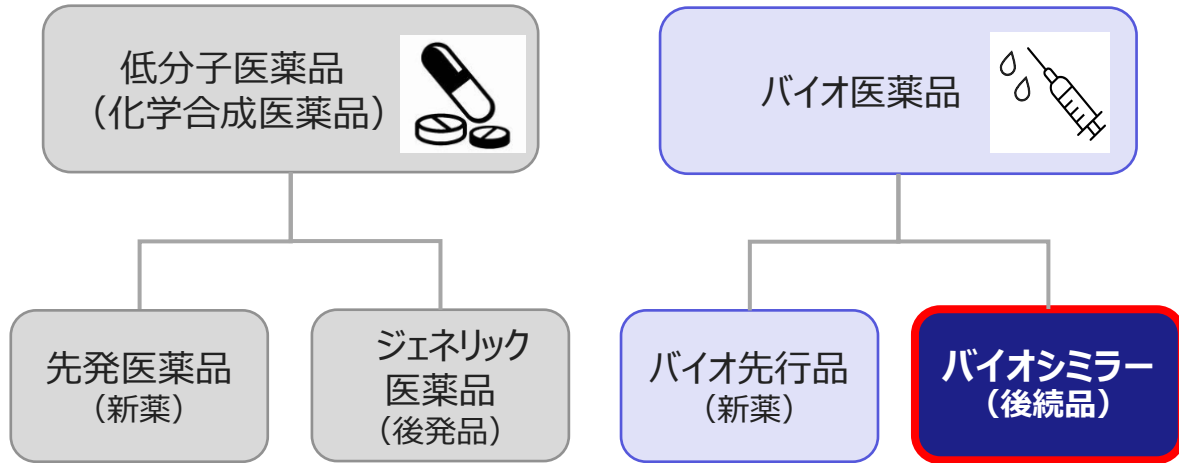 低分子医薬品
（化学合成医薬品）
バイオ医薬品
先発医薬品
（新薬）
ジェネリック
医薬品
（後発品）
バイオ先行品
（新薬）
バイオシミラー
（後続品）